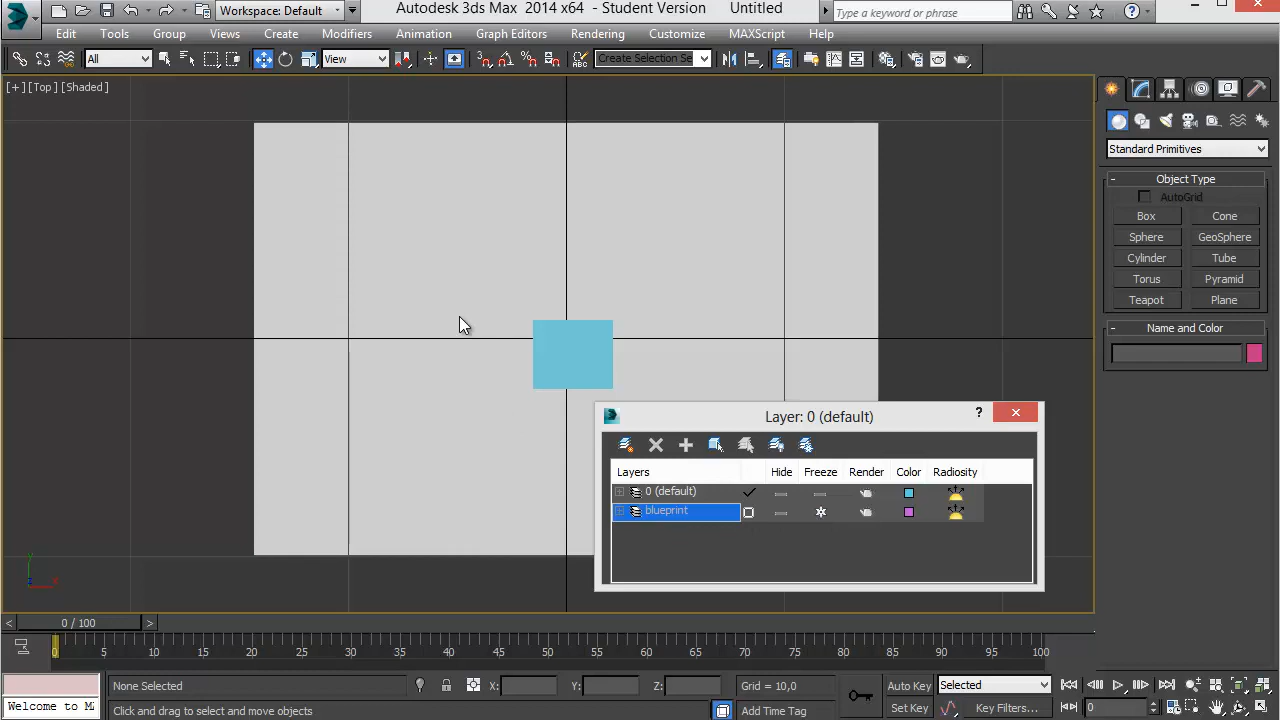 Workspace: Default
Autodesk 3ds Max 2014 x64 - Student Version Untitled
Type a keyword or phrase
Edit Tools Group Views Create Modifiers Animation Graph Editors Rendering Customize MAXScript Help
All
View
Create Selection Se
[+] [Top] [Shaded]
Standard Primitives
- Object Type
AutoGrid
Box Cone
Sphere GeoSphere
Cylinder Tube
Torus Pyramid
Teapot Plane
- Name and Color
Layer: 0 (default)
?
Layers Hide Freeze Render Color Radiosity
0 (default)
blueprint
y
z x
< 0 / 100 >
0 5 10 15 20 25 30 35 40 45 50 55 60 65 70 75 80 85 90 95 100
None Selected X: Y: Z: Grid = 10,0 Auto Key Selected
Welcome to Ma Click and drag to select and move objects Add Time Tag Set Key Key Filters... 0